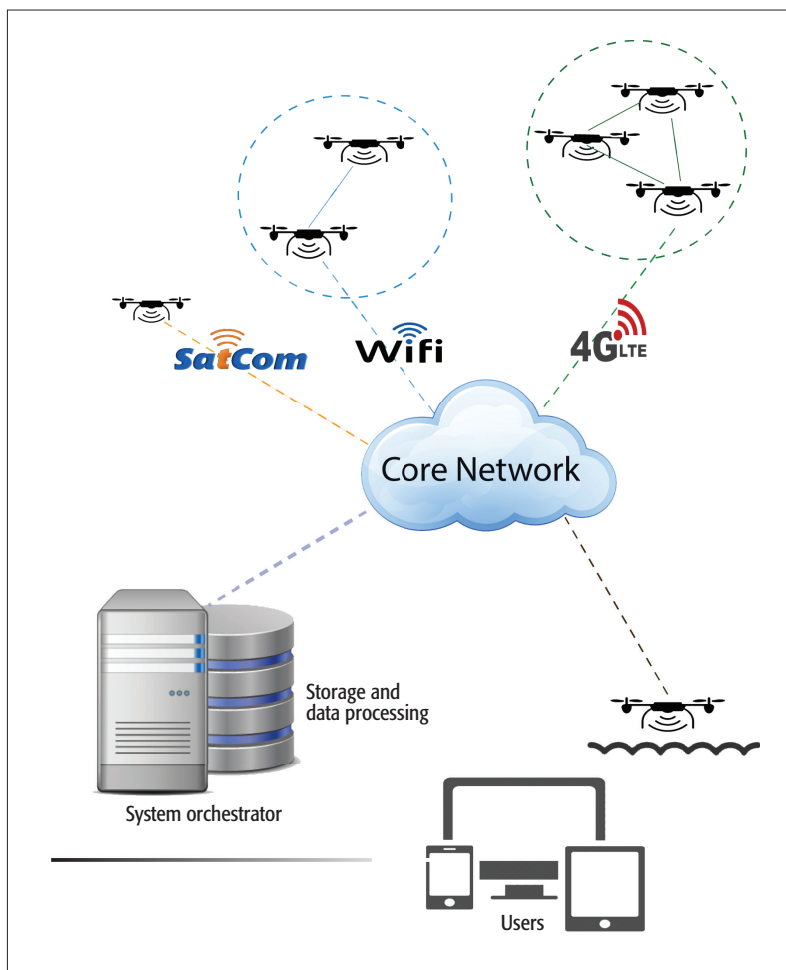 SatCom
Wifi
4G LTE
Core Network
Storage and
data processing
System orchestrator
Users